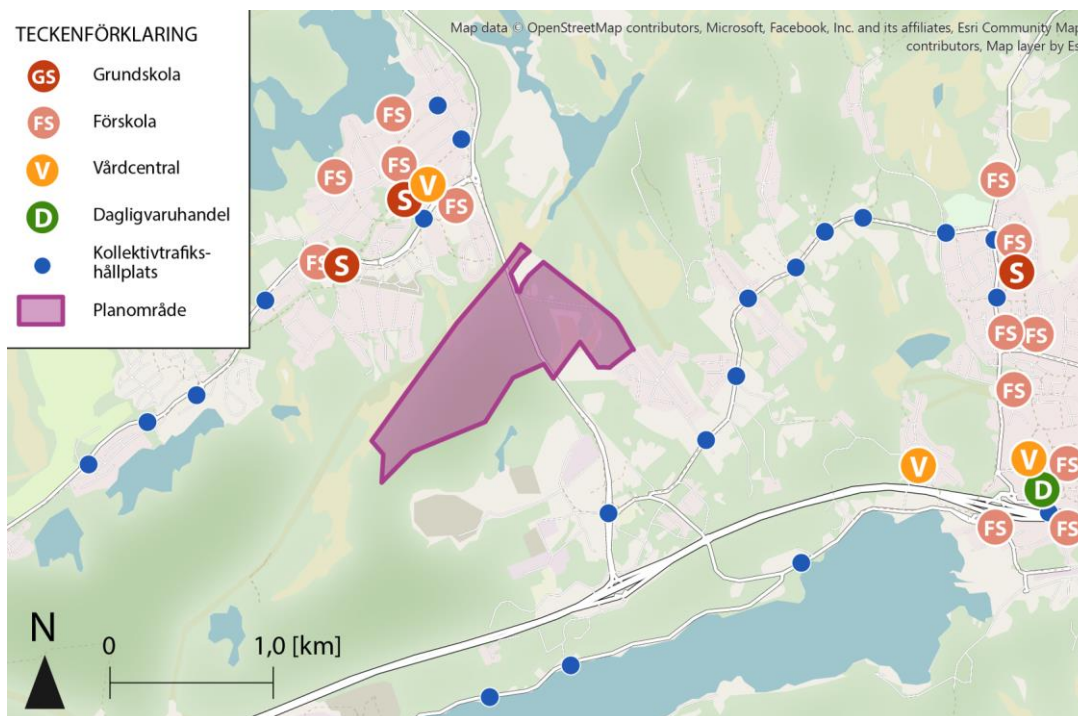 TECKENFÖRKLARING
GS Grundskola
FS Förskola
V Vårdcentral
D Dagligvaruhandel
Kollektivtrafiks-
hållplats
Planområde
Map data © OpenStreetMap contributors, Microsoft, Facebook, Inc. and its affiliates, Esri Community Map
contributors, Map layer by Es
FS
FS
FS
V
S
FS
FS
S
FS
FS
S
FS
FS
FS
V
V
FS
D
FS
FS
N
0 1,0 [km]